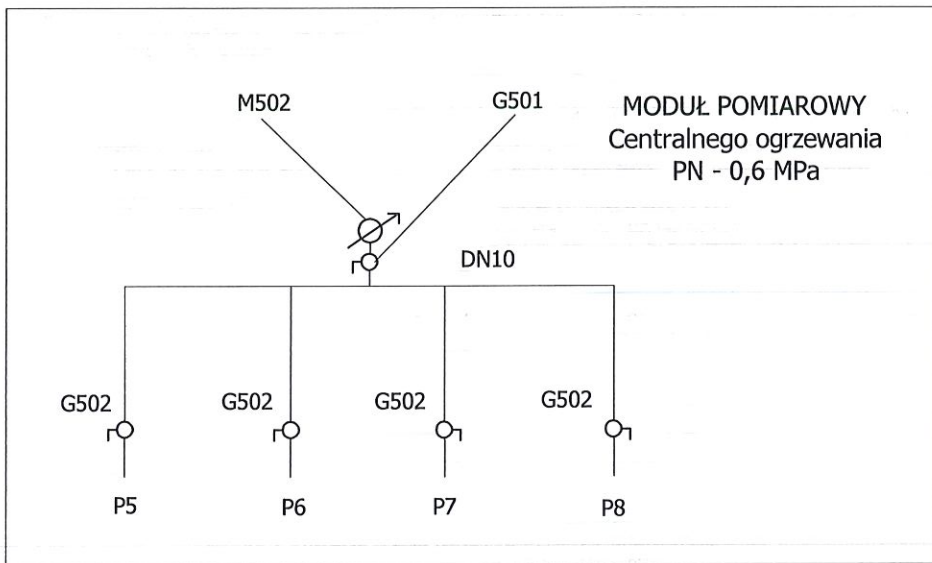 M502
G501
MODUŁ POMIAROWY
Centralnego ogrzewania
PN - 0,6 MPa
DN10
G502
G502
G502
G502
P5
P6
P7
P8